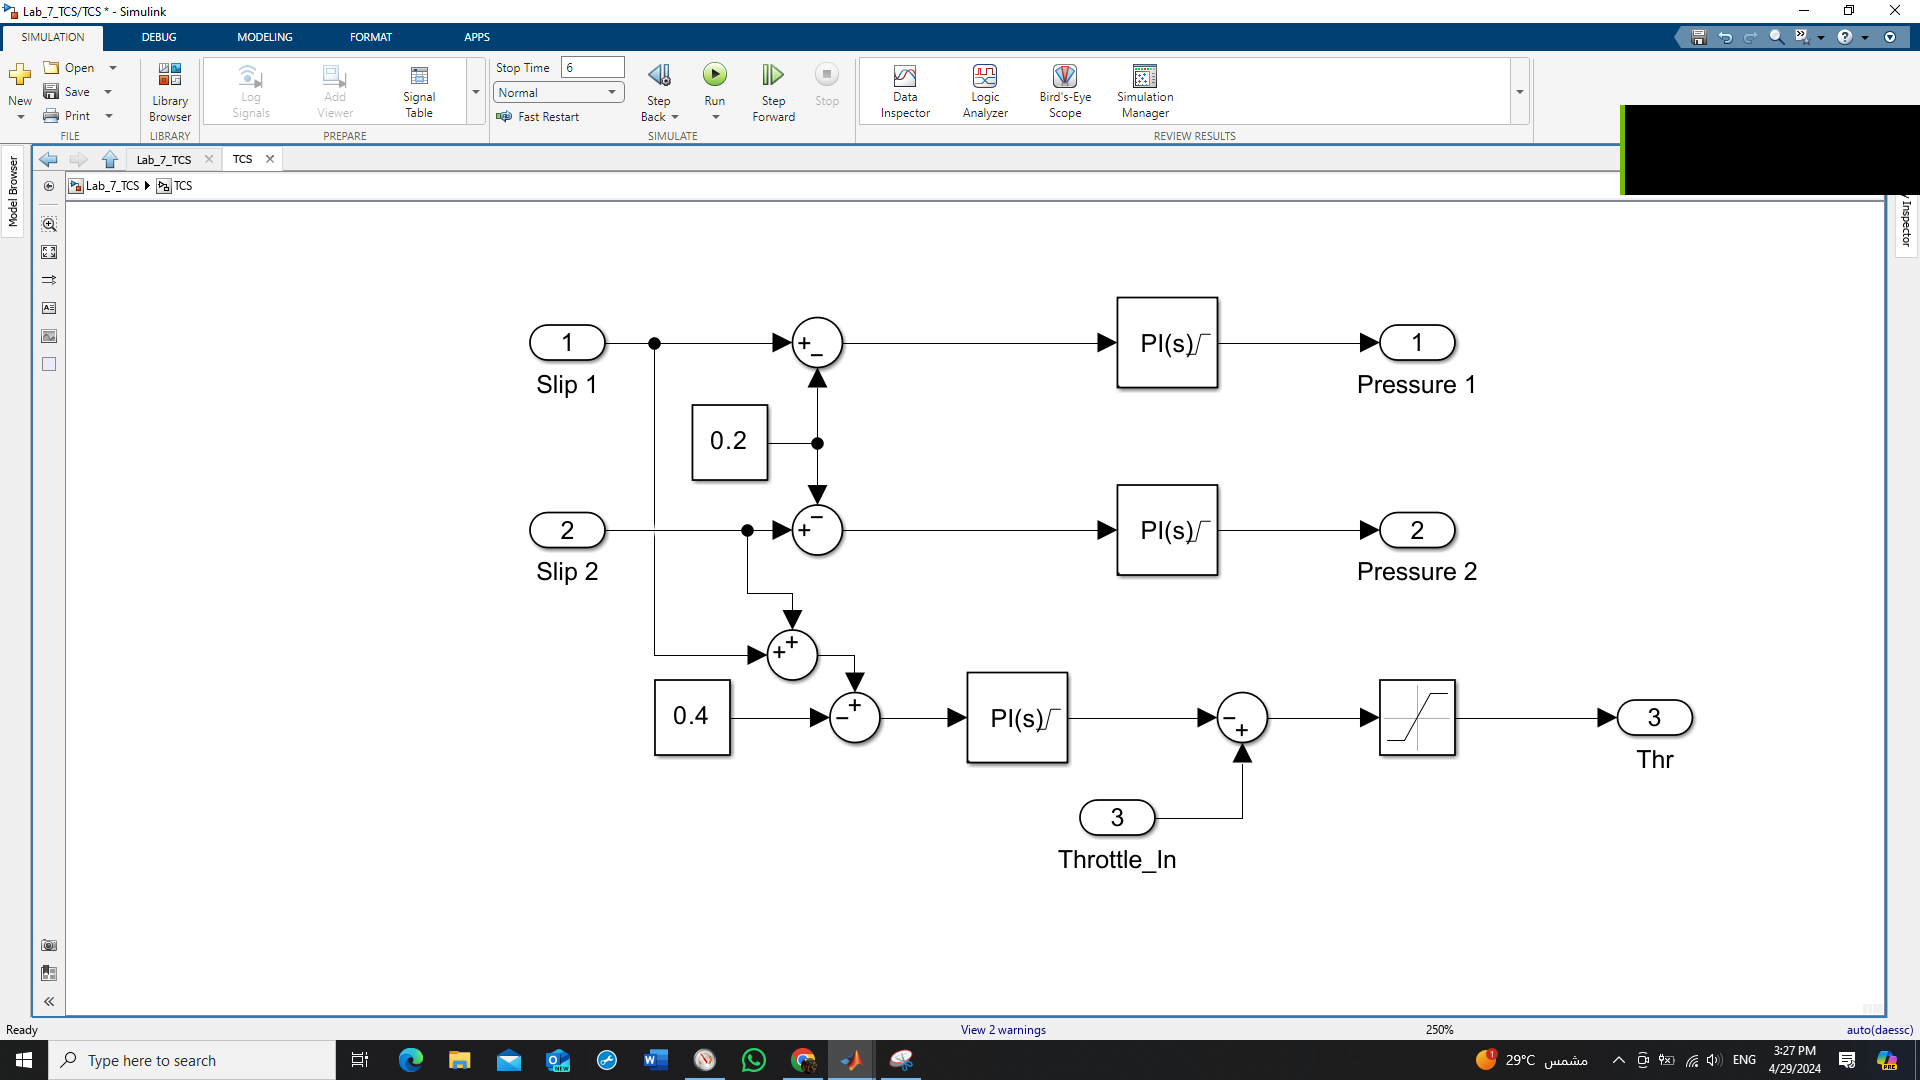 Lab_7_TCS/TCS * - Simulink
SIMULATION DEBUG MODELING FORMAT APPS
New
Open
Save
Print
FILE
Library Browser
LIBRARY
Log Signals
Add Viewer
Signal Table
PREPARE
Stop Time 6
Normal
Fast Restart
Step Back
Run
Step Forward
Stop
SIMULATE
Data Inspector
Logic Analyzer
Bird's-Eye Scope
Simulation Manager
REVIEW RESULTS
Lab_7_TCS TCS
Lab_7_TCS TCS
Model Browser
Inspector
1
Slip 1
+
−
PI(s)
1
Pressure 1
0.2
2
Slip 2
+
−
PI(s)
2
Pressure 2
+
+
0.4
−
+
PI(s)
−
+
3
Thr
3
Throttle_In
Ready
View 2 warnings
250%
auto(daessc)
Type here to search
NEW
1
29°C مشمس
ENG
3:27 PM
4/29/2024
PRE